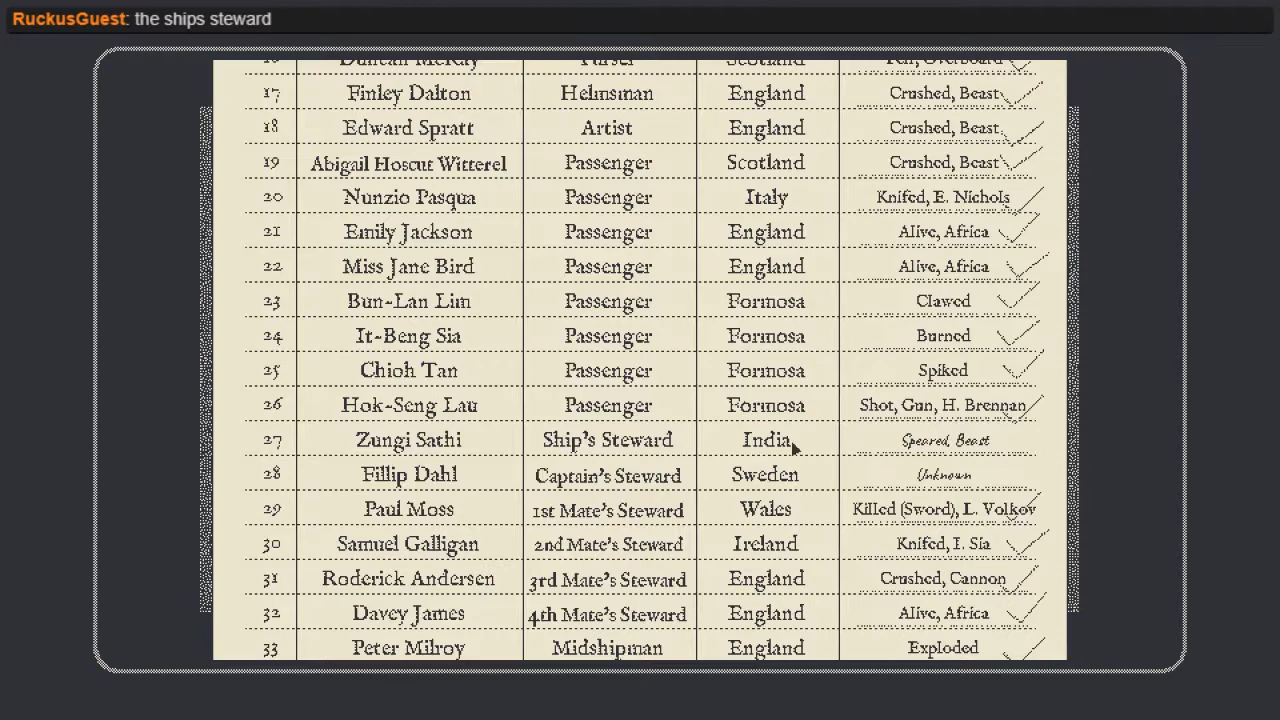 RuckusGuest: the ships steward
Duncan McKay Purser Scotland Fell, Overboard
17 Finley Dalton Helmsman England Crushed, Beast
18 Edward Spratt Artist England Crushed, Beast
19 Abigail Hoscut Witterel Passenger Scotland Crushed, Beast
20 Nunzio Pasqua Passenger Italy Knifed, E. Nichols
21 Emily Jackson Passenger England Alive, Africa
22 Miss Jane Bird Passenger England Alive, Africa
23 Bun-Lan Lim Passenger Formosa Clawed
24 It-Beng Sia Passenger Formosa Burned
25 Chioh Tan Passenger Formosa Spiked
26 Hok-Seng Lau Passenger Formosa Shot, Gun, H. Brennan
27 Zungi Sathi Ship's Steward India Speared, Beast
28 Fillip Dahl Captain's Steward Sweden Unknown
29 Paul Moss 1st Mate's Steward Wales Killed (Sword), L. Volkov
30 Samuel Galligan 2nd Mate's Steward Ireland Knifed, I. Sia
31 Roderick Andersen 3rd Mate's Steward England Crushed, Cannon
32 Davey James 4th Mate's Steward England Alive, Africa
33 Peter Milroy Midshipman England Exploded